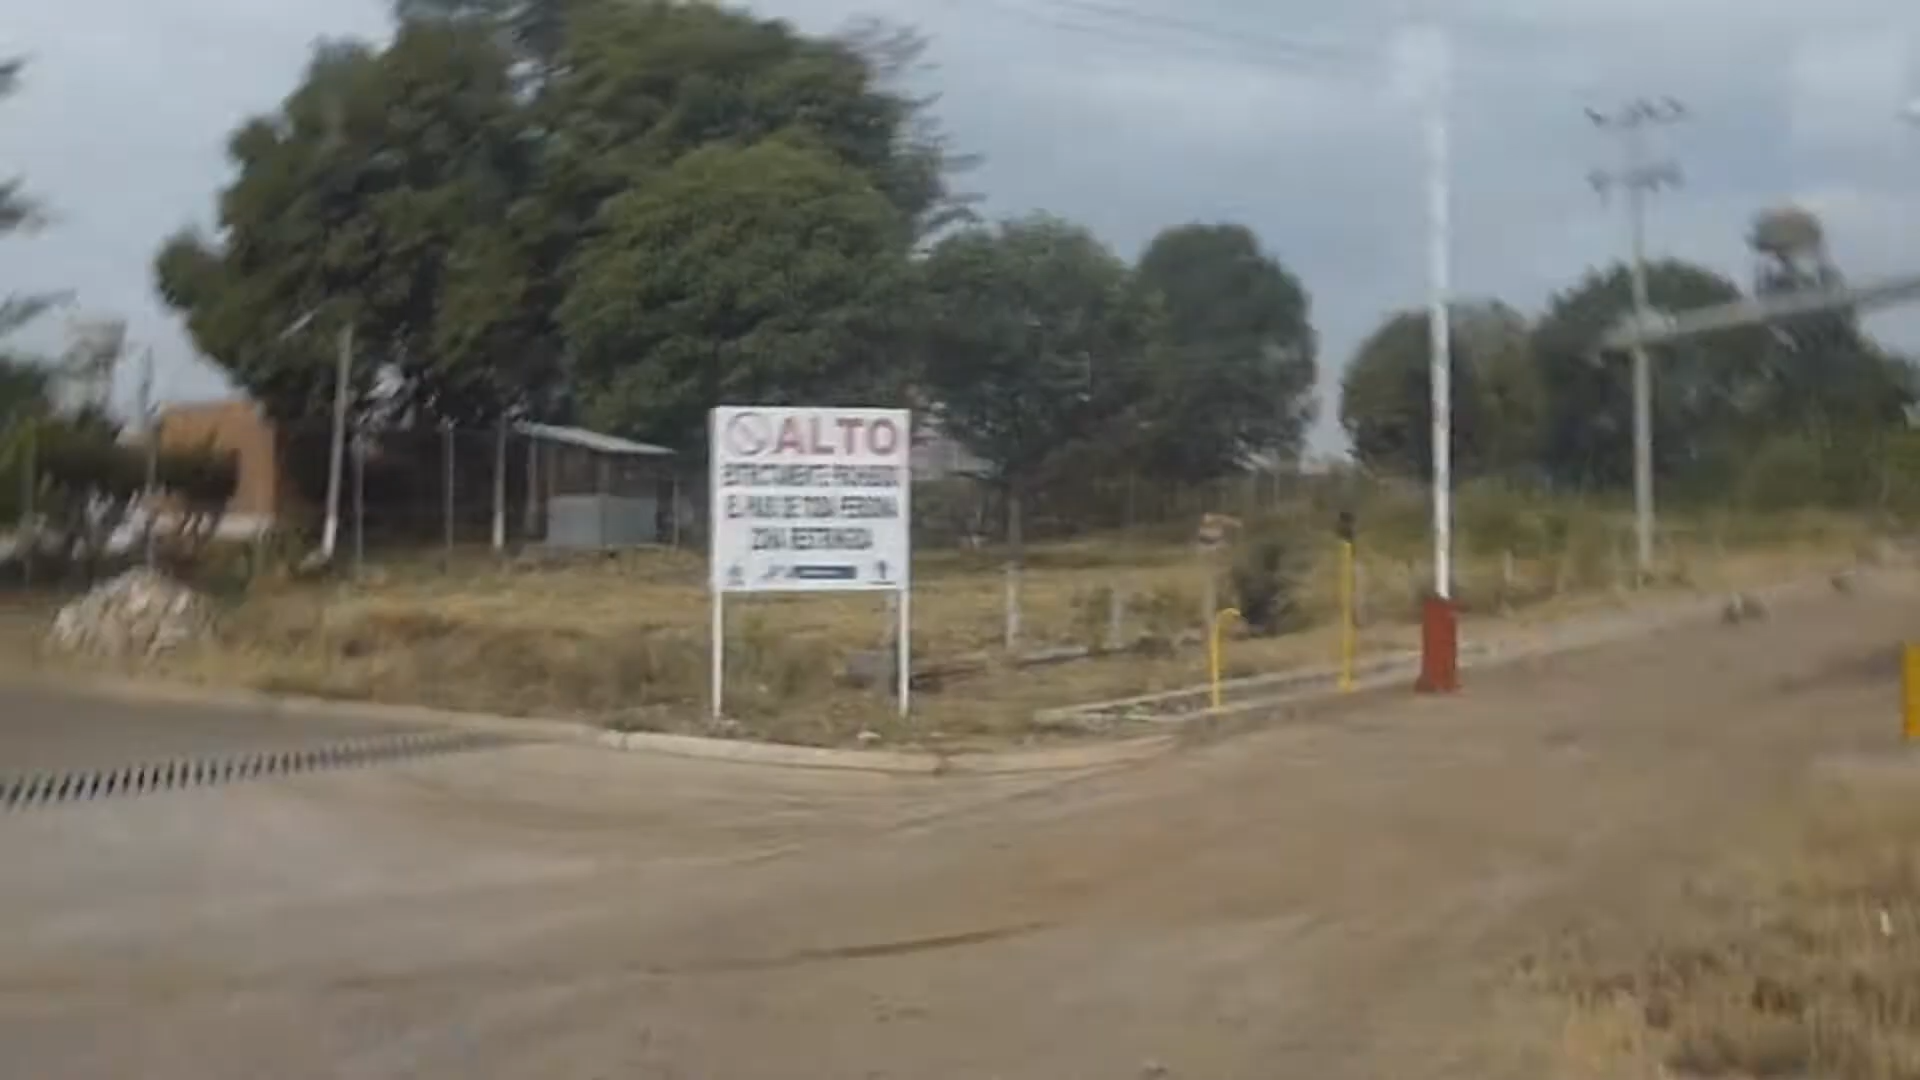 ALTO
ESTRICTAMENTE PROHIBIDO
EL PASO DE TODA PERSONA
ZONA RESTRINGIDA